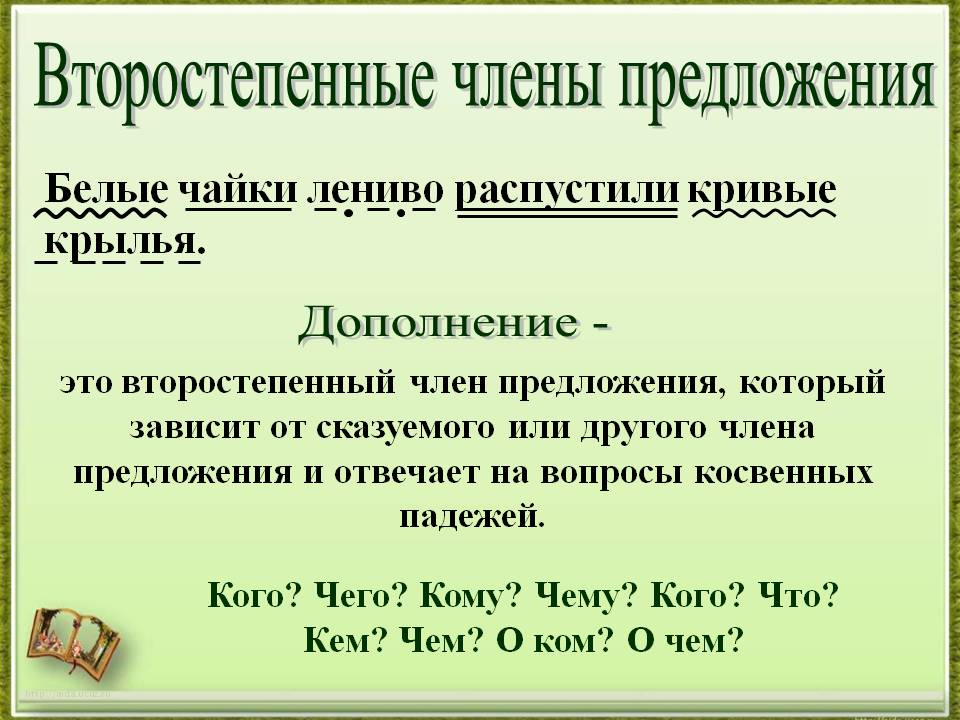 Второстепенные члены предложения
Белые чайки лениво распустили кривые
крылья.
Дополнение -
это второстепенный член предложения, который
зависит от сказуемого или другого члена
предложения и отвечает на вопросы косвенных
падежей.
Кого? Чего? Кому? Чему? Кого? Что?
Кем? Чем? О ком? О чем?